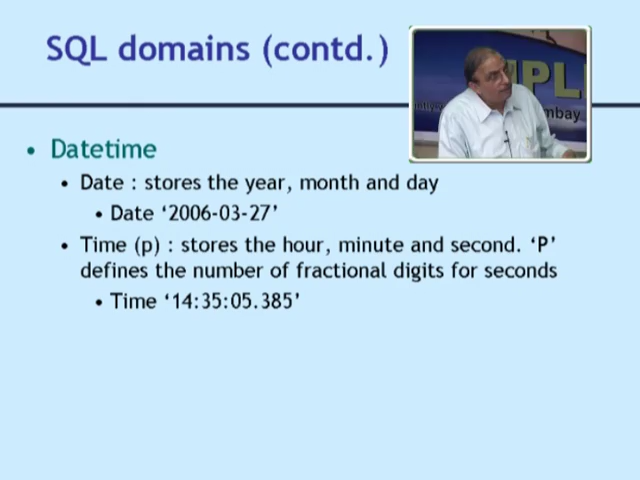 SQL domains (contd.)
• Datetime
• Date : stores the year, month and day
• Date ‘2006-03-27’
• Time (p) : stores the hour, minute and second. ‘P’
defines the number of fractional digits for seconds
• Time ‘14:35:05.385’
mbay